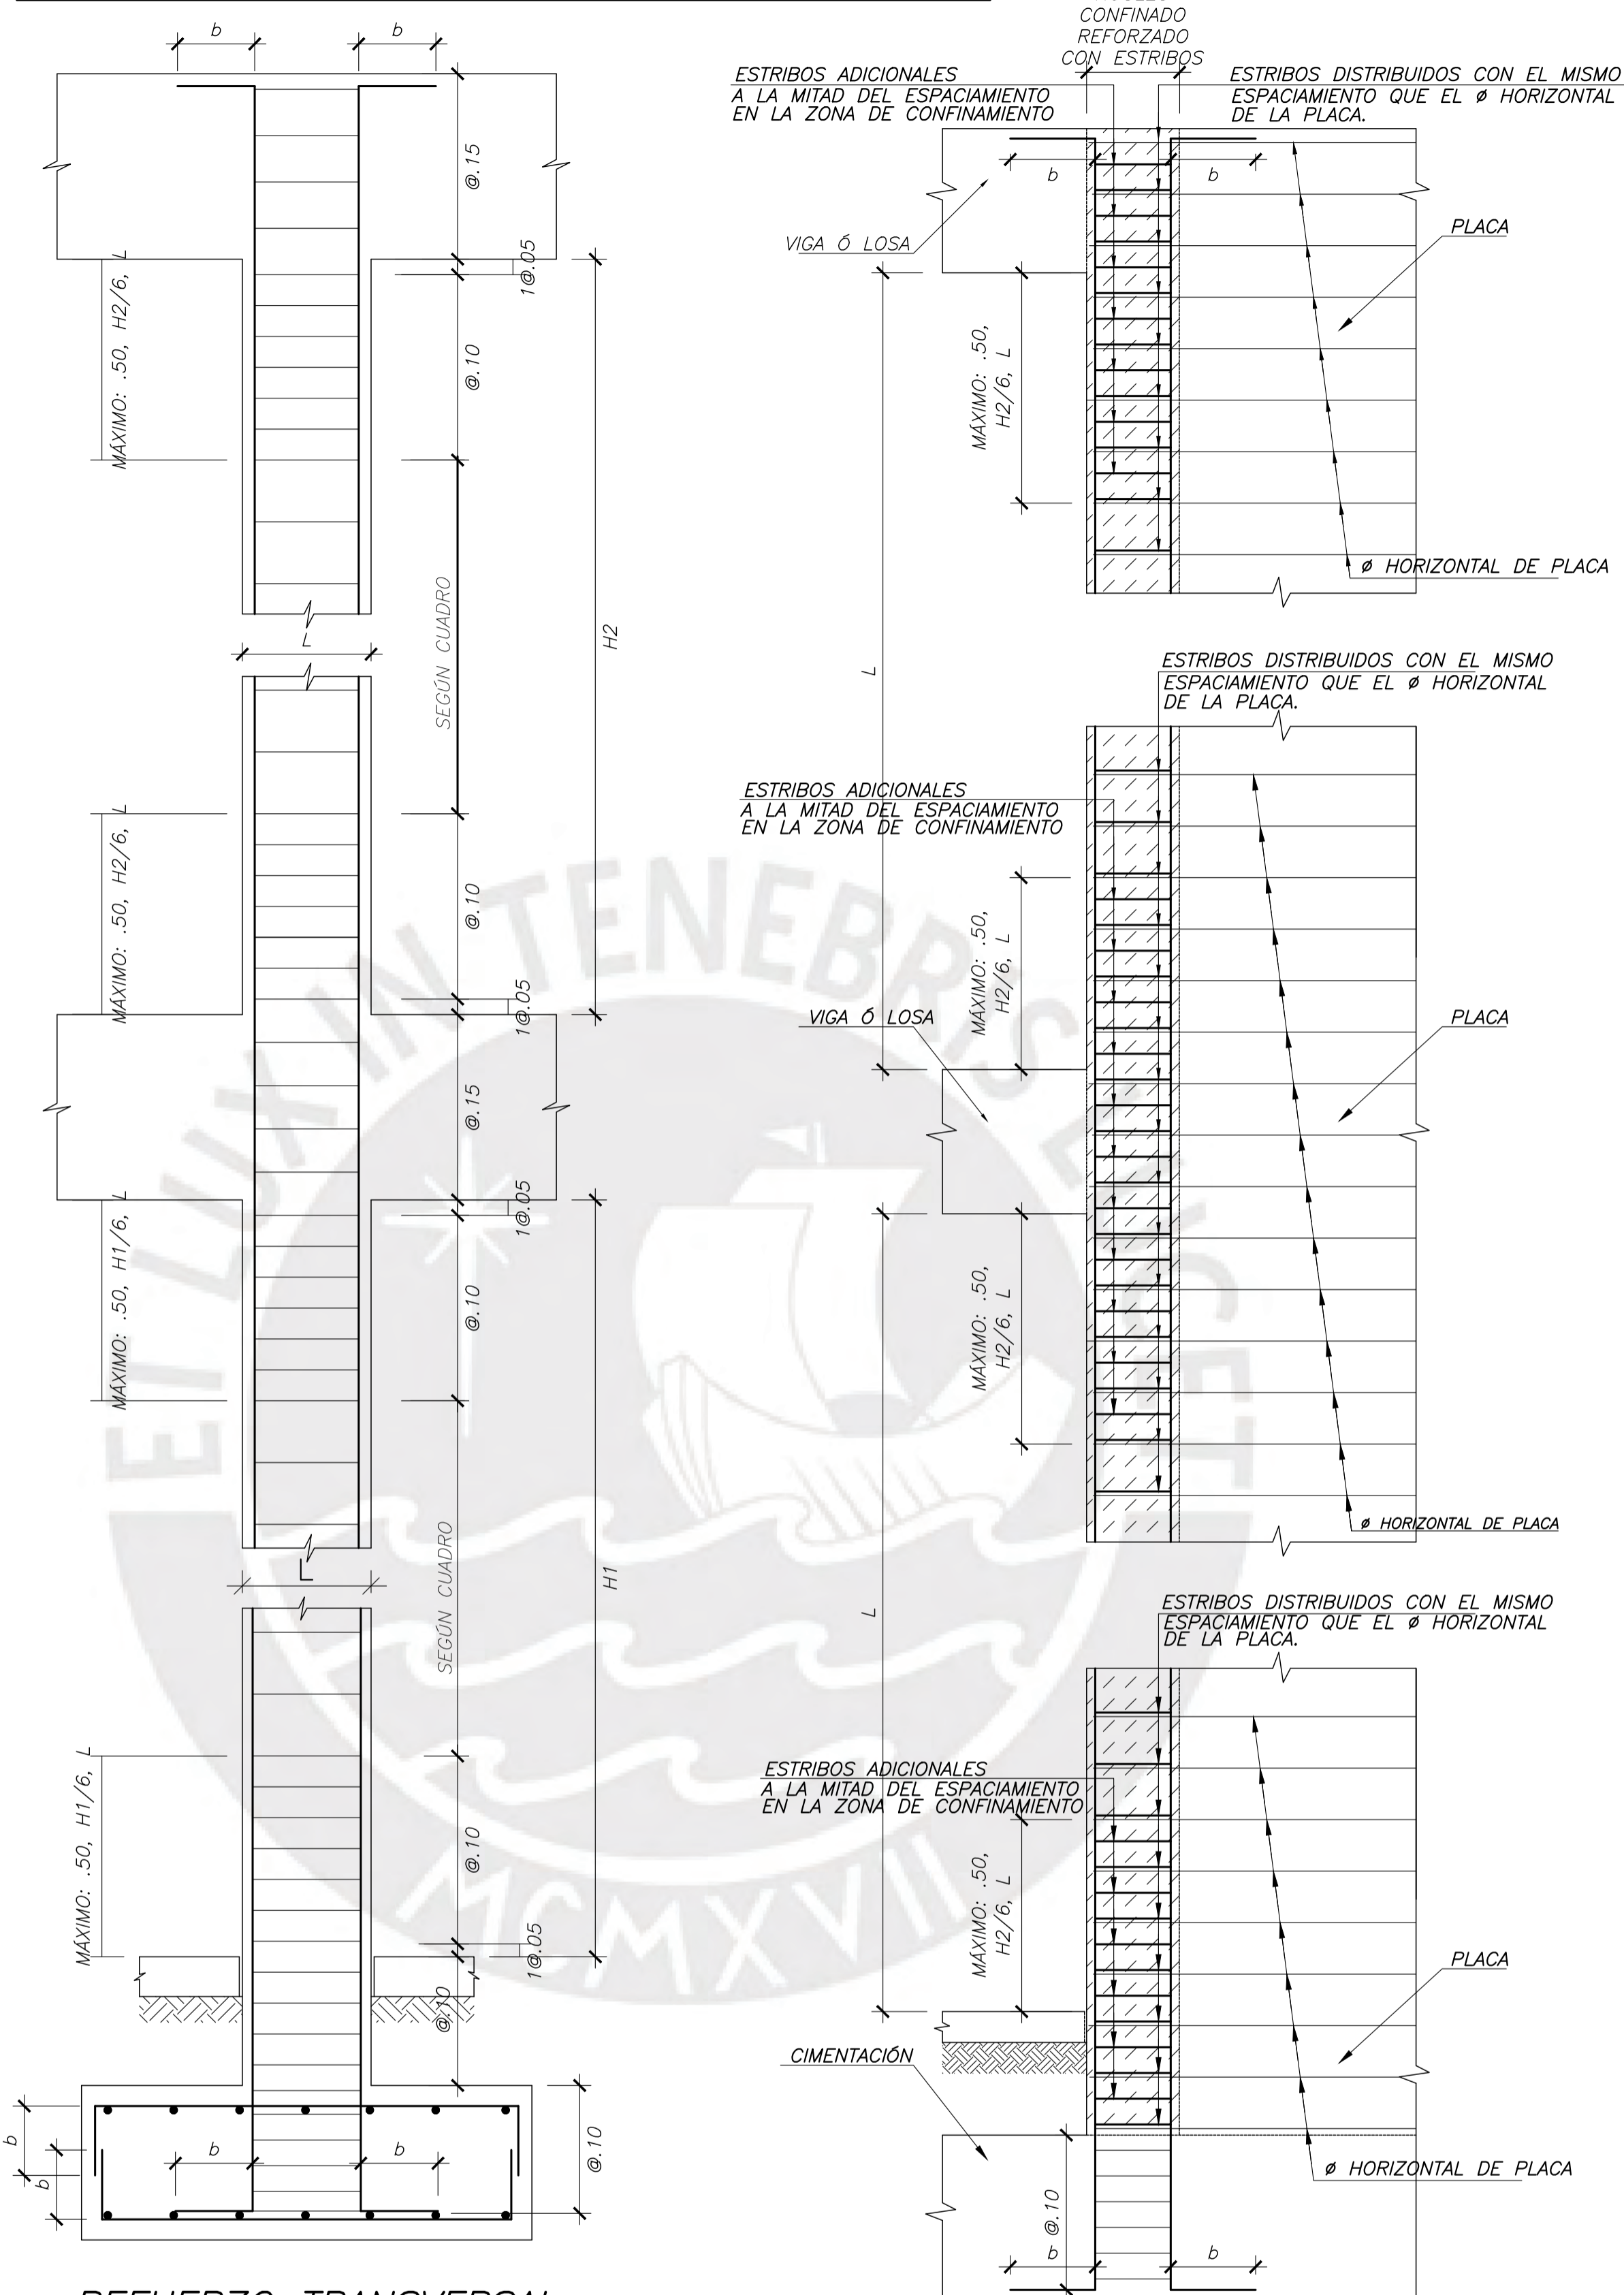 b
b
@.15
1@.05
MÁXIMO: .50, H2/6, L
@.10
SEGÚN CUADRO
H2
L
MÁXIMO: .50, H2/6, L
@.10
1@.05
@.15
1@.05
MÁXIMO: .50, H1/6, L
@.10
SEGÚN CUADRO
H1
L
MÁXIMO: .50, H1/6, L
@.10
1@.05
@.10
b
b
b
b
@.10
CONFINADO
REFORZADO
CON ESTRIBOS
ESTRIBOS ADICIONALES
A LA MITAD DEL ESPACIAMIENTO
EN LA ZONA DE CONFINAMIENTO
ESTRIBOS DISTRIBUIDOS CON EL MISMO
ESPACIAMIENTO QUE EL Ø HORIZONTAL
DE LA PLACA.
b
b
VIGA Ó LOSA
PLACA
MÁXIMO: .50,
H2/6, L
Ø HORIZONTAL DE PLACA
L
ESTRIBOS DISTRIBUIDOS CON EL MISMO
ESPACIAMIENTO QUE EL Ø HORIZONTAL
DE LA PLACA.
ESTRIBOS ADICIONALES
A LA MITAD DEL ESPACIAMIENTO
EN LA ZONA DE CONFINAMIENTO
MÁXIMO: .50,
H2/6, L
VIGA Ó LOSA
PLACA
MÁXIMO: .50,
H2/6, L
Ø HORIZONTAL DE PLACA
L
ESTRIBOS DISTRIBUIDOS CON EL MISMO
ESPACIAMIENTO QUE EL Ø HORIZONTAL
DE LA PLACA.
ESTRIBOS ADICIONALES
A LA MITAD DEL ESPACIAMIENTO
EN LA ZONA DE CONFINAMIENTO
MÁXIMO: .50,
H2/6, L
PLACA
CIMENTACIÓN
Ø HORIZONTAL DE PLACA
@.10
b
b
REFUERZO TRANSVERSAL
ET LUX IN TENEBRIS LUCET
MCMXVII